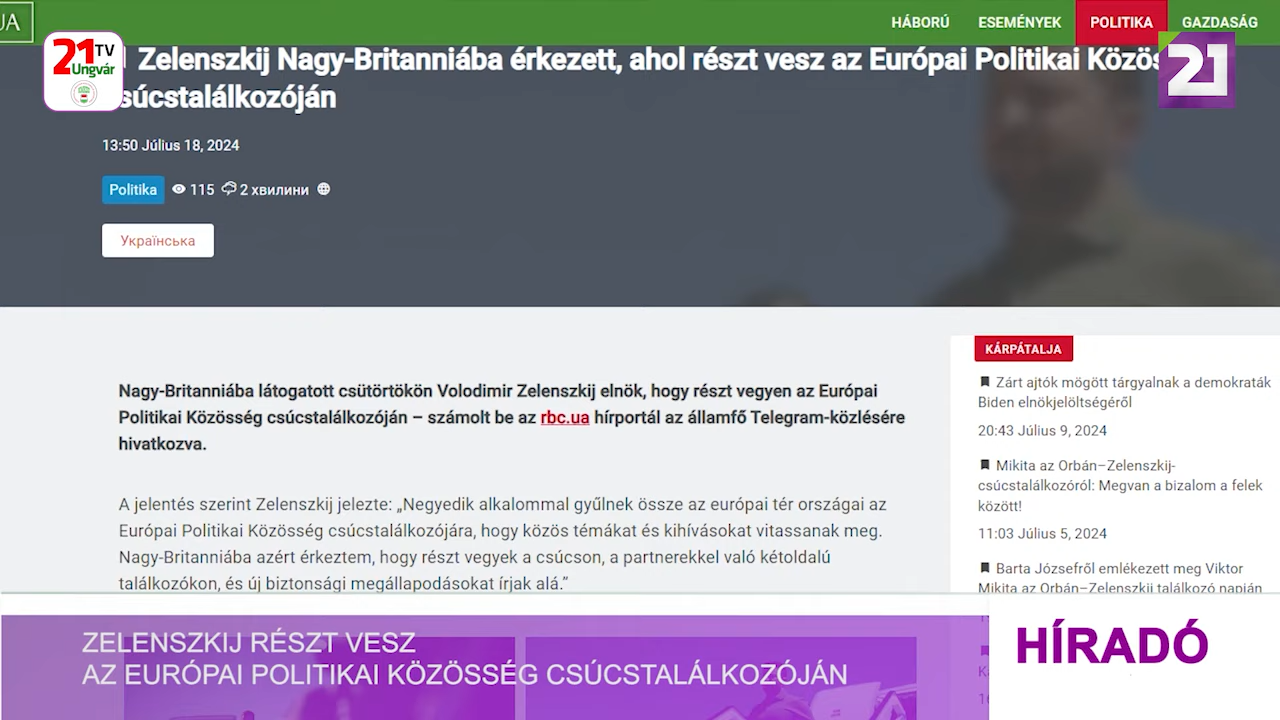 UA
HÁBORÚ ESEMÉNYEK POLITIKA GAZDASÁG
21 TV
Ungvár
21
Zelenszkij Nagy-Britanniába érkezett, ahol részt vesz az Európai Politikai
csúcstalálkozóján
13:50 Július 18, 2024
Politika 115 2 хвилини
Українська
Nagy-Britanniába látogatott csütörtökön Volodimir Zelenszkij elnök, hogy részt vegyen az Európai
Politikai Közösség csúcstalálkozóján – számolt be az rbc.ua hírportál az államfő Telegram-közlésére
hivatkozva.
A jelentés szerint Zelenszkij jelezte: „Negyedik alkalommal gyűlnek össze az európai tér országai az
Európai Politikai Közösség csúcstalálkozójára, hogy közös témákat és kihívásokat vitassanak meg.
Nagy-Britanniába azért érkeztem, hogy részt vegyek a csúcson, a partnerekkel való kétoldalú
találkozókon, és új biztonsági megállapodásokat írjak alá.”
KÁRPÁTALJA
Zárt ajtók mögött tárgyalnak a demokraták
Biden elnökjelöltségéről
20:43 Július 9, 2024
Mikita az Orbán–Zelenszkij-
csúcstalálkozóról: Megvan a bizalom a felek
között!
11:03 Július 5, 2024
Barta Józsefről emlékezett meg Viktor
Mikita az Orbán–Zelenszkij találkozó napján
ZELENSZKIJ RÉSZT VESZ
AZ EURÓPAI POLITIKAI KÖZÖSSÉG CSÚCSTALÁLKOZÓJÁN
HÍRADÓ